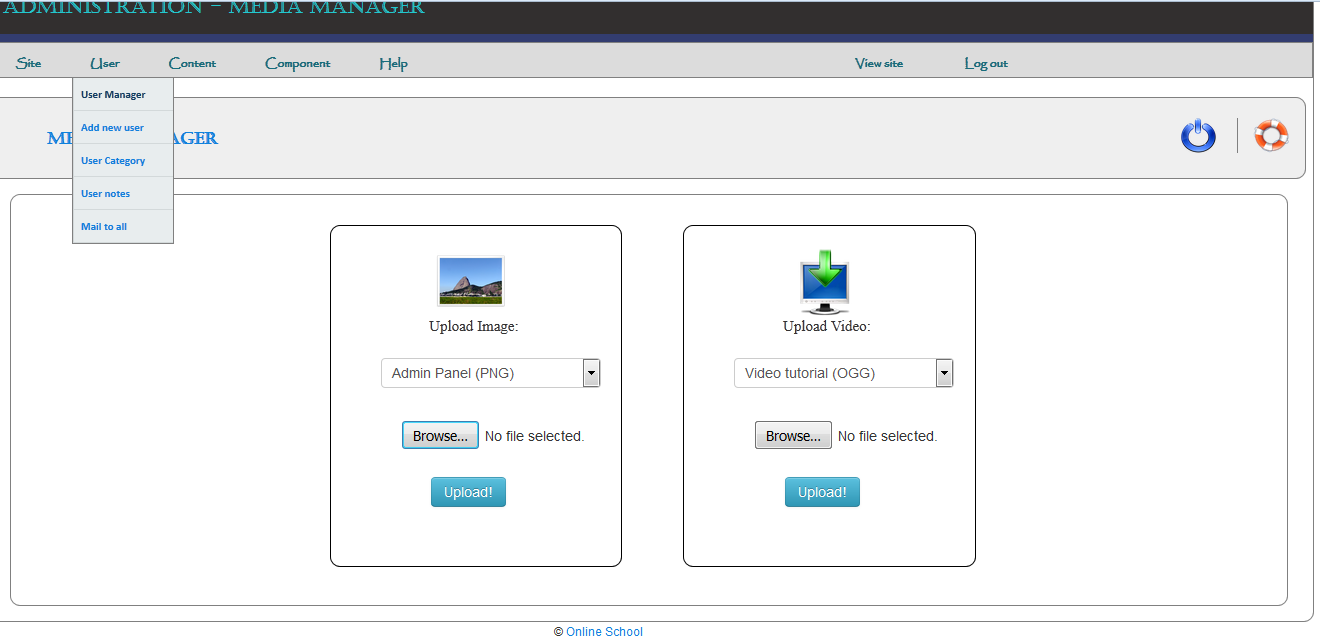 ADMINISTRATION - MEDIA MANAGER
Site User Content Component Help View site Log out
User Manager
Add new user
ME AGER
User Category
User notes
Mail to all
Upload Image: Upload Video:
Admin Panel (PNG) Video tutorial (OGG)
Browse... No file selected. Browse... No file selected.
Upload! Upload!
© Online School